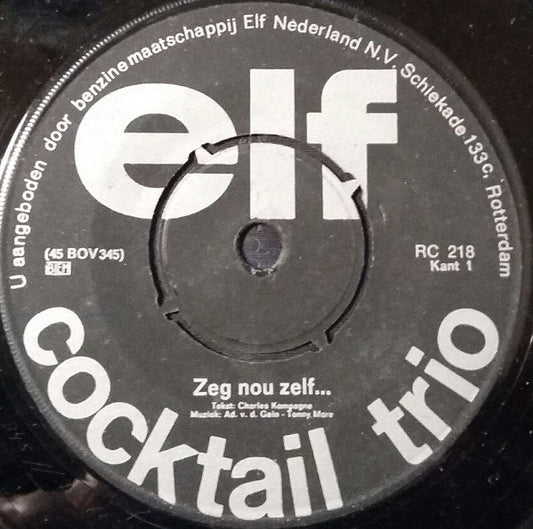 U aangeboden door benzinemaatschappij Elf Nederland N.V. Schiekade 133c, Rotterdam
elf
(45 BOV345)
BIEM
RC 218
Kant 1
Zeg nou zelf...
Tekst: Charles Kampagne
Muziek: Ad. v. d. Gein - Tonny More
cocktail trio